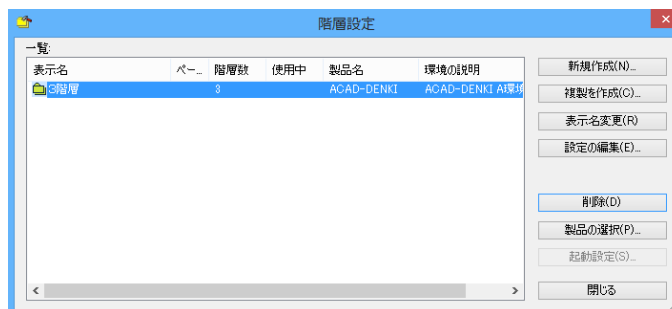 階層設定
一覧:
表示名 ペー... 階層数 使用中 製品名 環境の説明
3階層 3 ACAD-DENKI ACAD-DENKI A環境
新規作成(N)...
複製を作成(C)...
表示名変更(R)
設定の編集(E)...
削除(D)
製品の選択(P)...
起動設定(S)...
閉じる